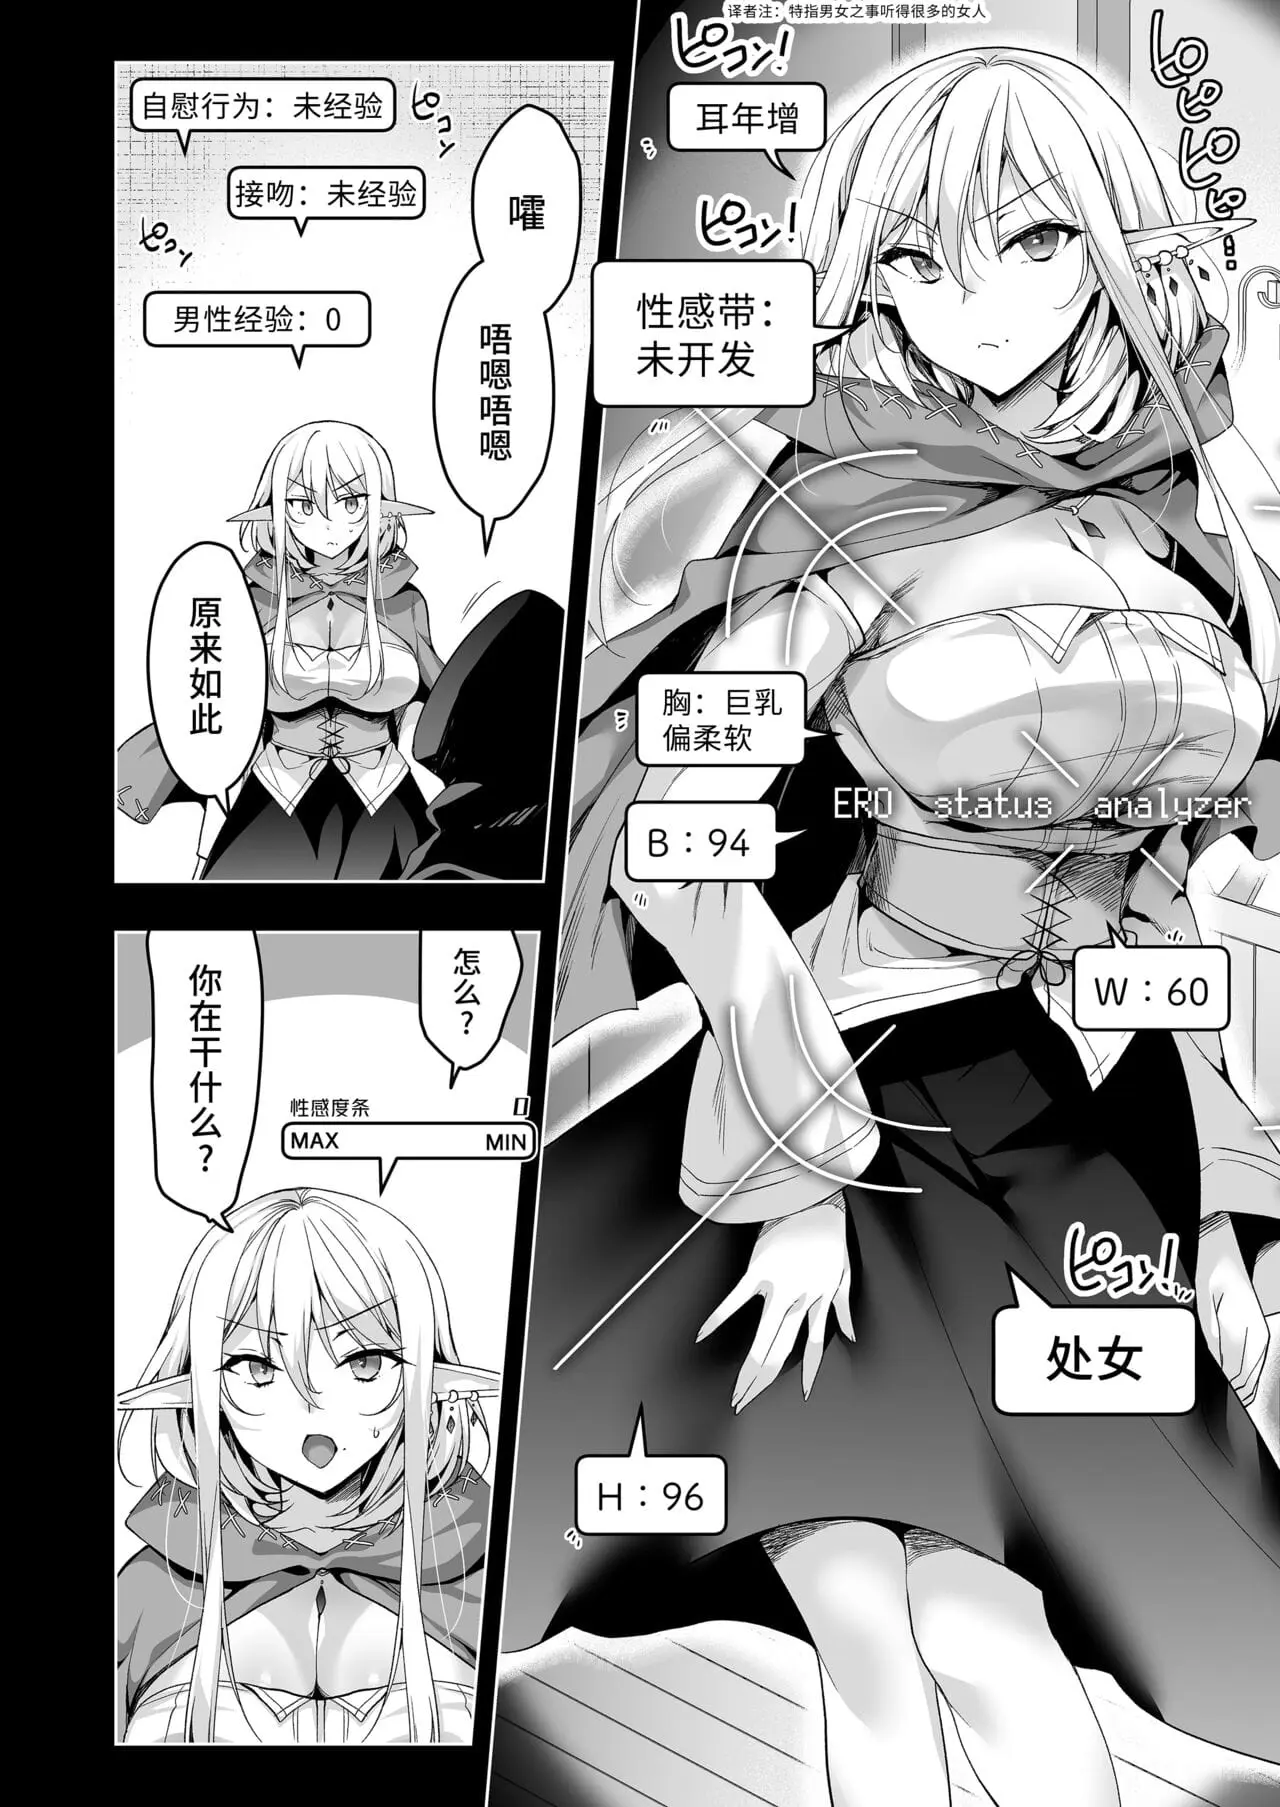 译者注：特指男女之事听得很多的女人
ピコン!
ピピピピピ…
耳年增
ピコン!
性感带：
未开发
胸：巨乳
偏柔软
ERO status analyzer
B：94
W：60
ピコン!
处女
H：96
自慰行为：未经验
ピコン
接吻：未经验
ピコン
男性经验：0
嚯
唔嗯唔嗯
原来如此
怎么？
你在干什么？
性感度条 0
MAX MIN